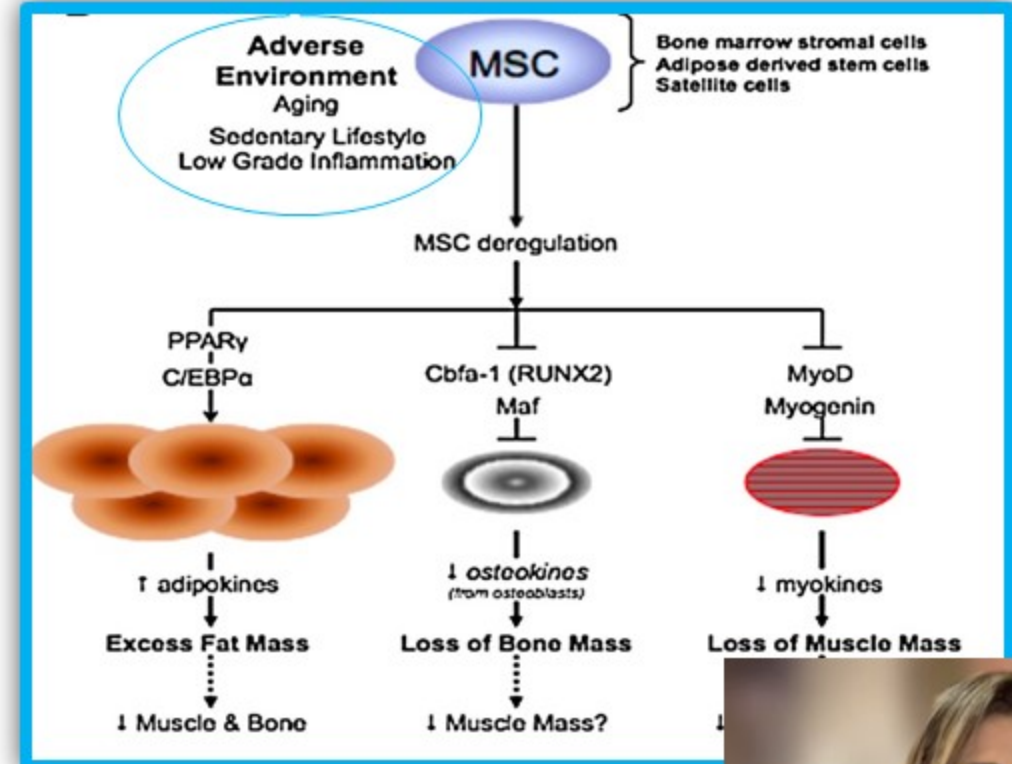 Adverse
Environment
Aging
Sedentary Lifestyle
Low Grade Inflammation
MSC
Bone marrow stromal cells
Adipose derived stem cells
Satellite cells
MSC deregulation
PPARγ
C/EBPα
Cbfa-1 (RUNX2)
Maf
MyoD
Myogenin
↑ adipokines
↓ osteokines
(from osteoblasts)
↓ myokines
Excess Fat Mass
Loss of Bone Mass
Loss of Muscle Mass
↓ Muscle & Bone
↓ Muscle Mass?
↓